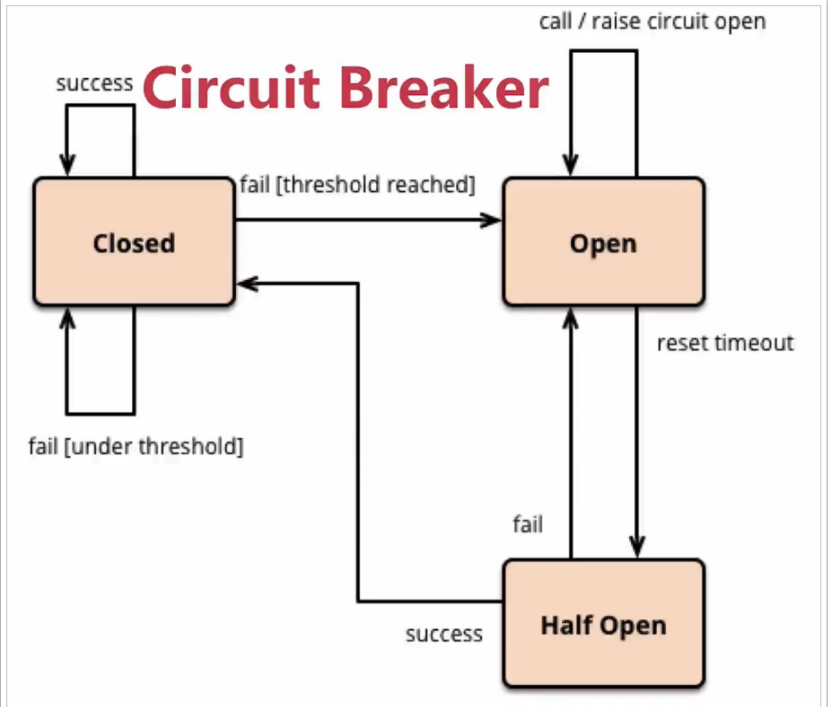 call / raise circuit open
success
Circuit Breaker
fail [threshold reached]
Closed
Open
reset timeout
fail [under threshold]
fail
Half Open
success